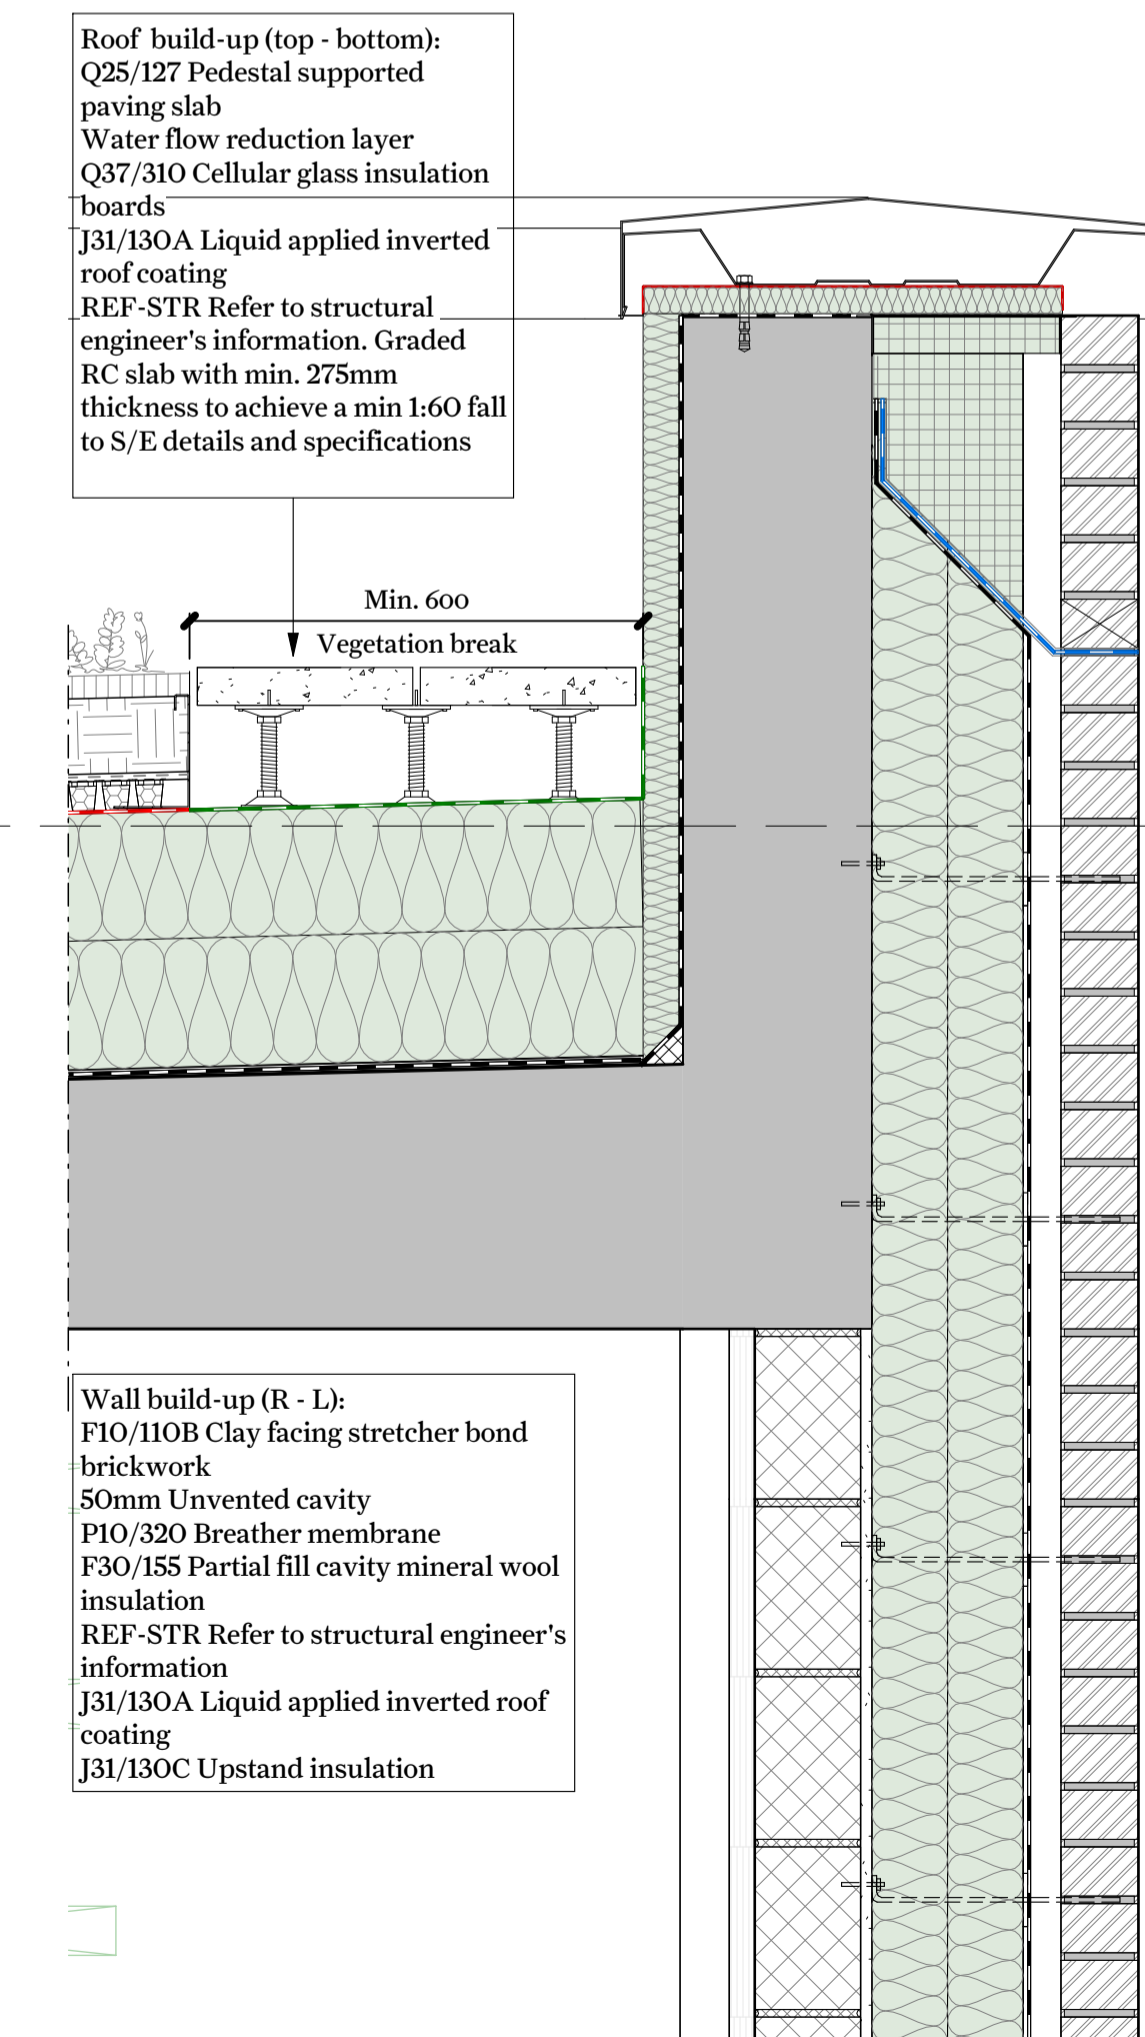 Roof build-up (top - bottom):
Q25/127 Pedestal supported
paving slab
Water flow reduction layer
Q37/310 Cellular glass insulation
boards
J31/130A Liquid applied inverted
roof coating
REF-STR Refer to structural
engineer's information. Graded
RC slab with min. 275mm
thickness to achieve a min 1:60 fall
to S/E details and specifications
Min. 600
Vegetation break
Wall build-up (R - L):
F10/110B Clay facing stretcher bond
brickwork
50mm Unvented cavity
P10/320 Breather membrane
F30/155 Partial fill cavity mineral wool
insulation
REF-STR Refer to structural engineer's
information
J31/130A Liquid applied inverted roof
coating
J31/130C Upstand insulation